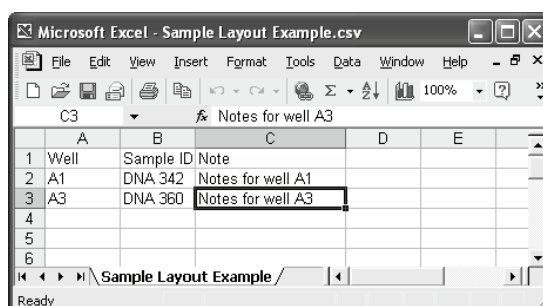 Microsoft Excel - Sample Layout Example.csv
File Edit View Insert Format Tools Data Window Help
100%
C3 fx Notes for well A3
A B C D E
1 Well Sample ID Note
2 A1 DNA 342 Notes for well A1
3 A3 DNA 360 Notes for well A3
4
5
6
Sample Layout Example
Ready